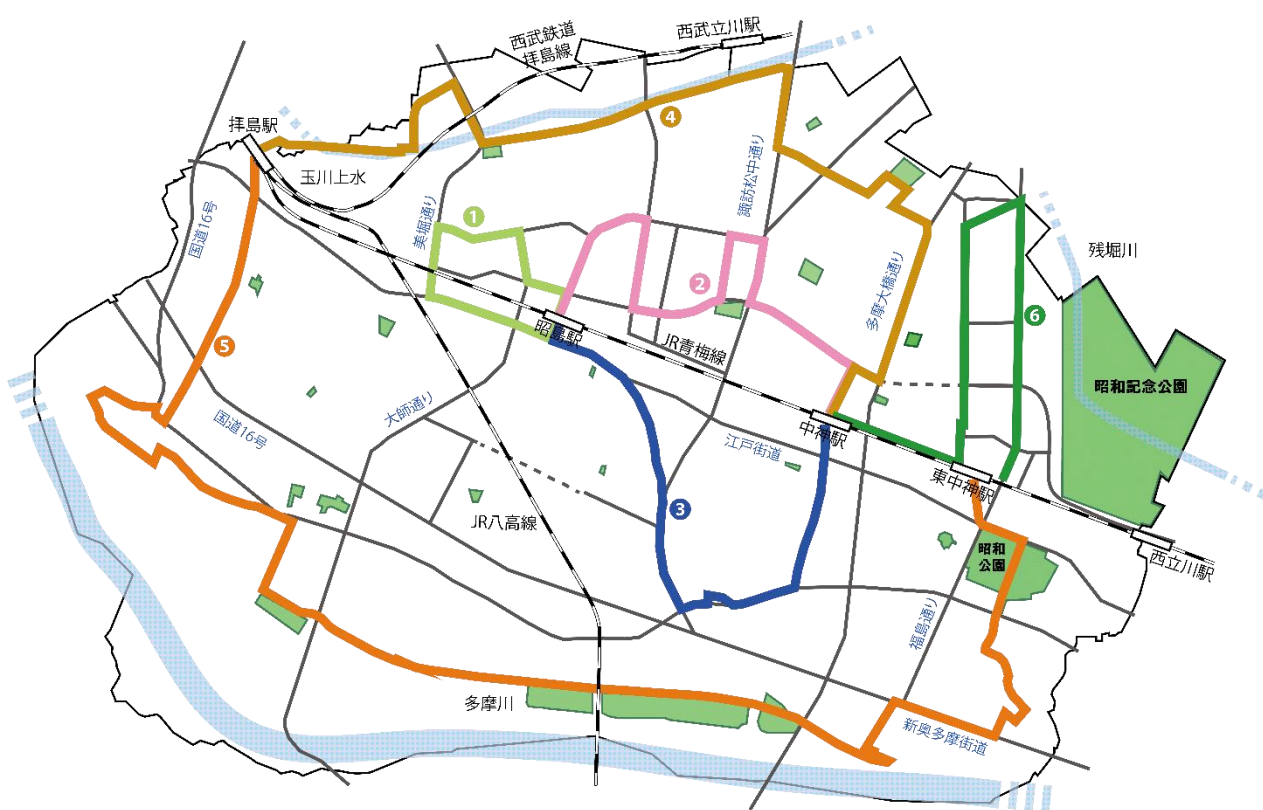 西武立川駅
西武鉄道
拝島線
拝島駅
玉川上水
④
諏訪松中通り
国道16号
美堀通り
①
②
多摩大橋通り
残堀川
昭島駅
JR青梅線
⑥
⑤
昭和記念公園
大師通り
国道16号
江戸街道
中神駅
東中神駅
③
JR八高線
昭和
公園
西立川駅
福島通り
多摩川
新奥多摩街道